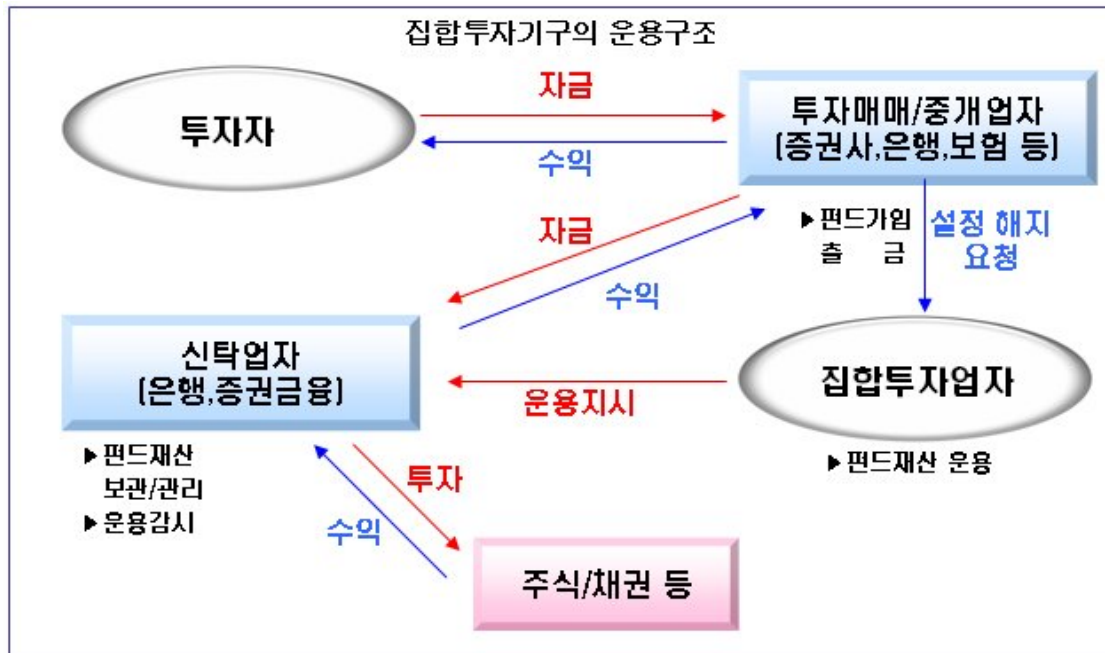 집합투자기구의 운용구조
자금
투자자
투자매매/중개업자
(증권사,은행,보험 등)
수익
자금
▶펀드가입
출 금
설정 해지
요청
수익
신탁업자
(은행,증권금융)
집합투자업자
운용지시
▶펀드재산
보관/관리
▶운용감시
▶펀드재산 운용
투자
수익
주식/채권 등